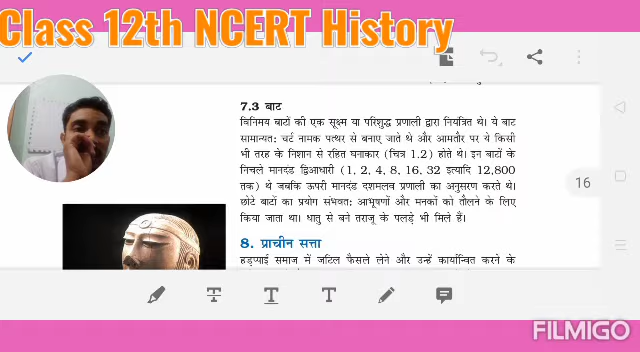 Class 12th NCERT History
7.3 बाट
विनिमय बाटों की एक सूक्ष्म या परिशुद्ध प्रणाली द्वारा नियंत्रित थे। ये बाट
सामान्यतः चर्ट नामक पत्थर से बनाए जाते थे और आमतौर पर ये किसी
भी तरह के निशान से रहित घनाकार (चित्र 1.2) होते थे। इन बाटों के
निचले मानदंड द्विआधारी (1, 2, 4, 8, 16, 32 इत्यादि 12,800
तक) थे जबकि ऊपरी मानदंड दशमलव प्रणाली का अनुसरण करते थे।
छोटे बाटों का प्रयोग संभवतः आभूषणों और मनकों को तौलने के लिए
किया जाता था। धातु से बने तराजू के पलड़े भी मिले हैं।
16
8. प्राचीन सत्ता
हड़प्पाई समाज में जटिल फैसले लेने और उन्हें कार्यान्वित करने के
T T T
FILMIGO